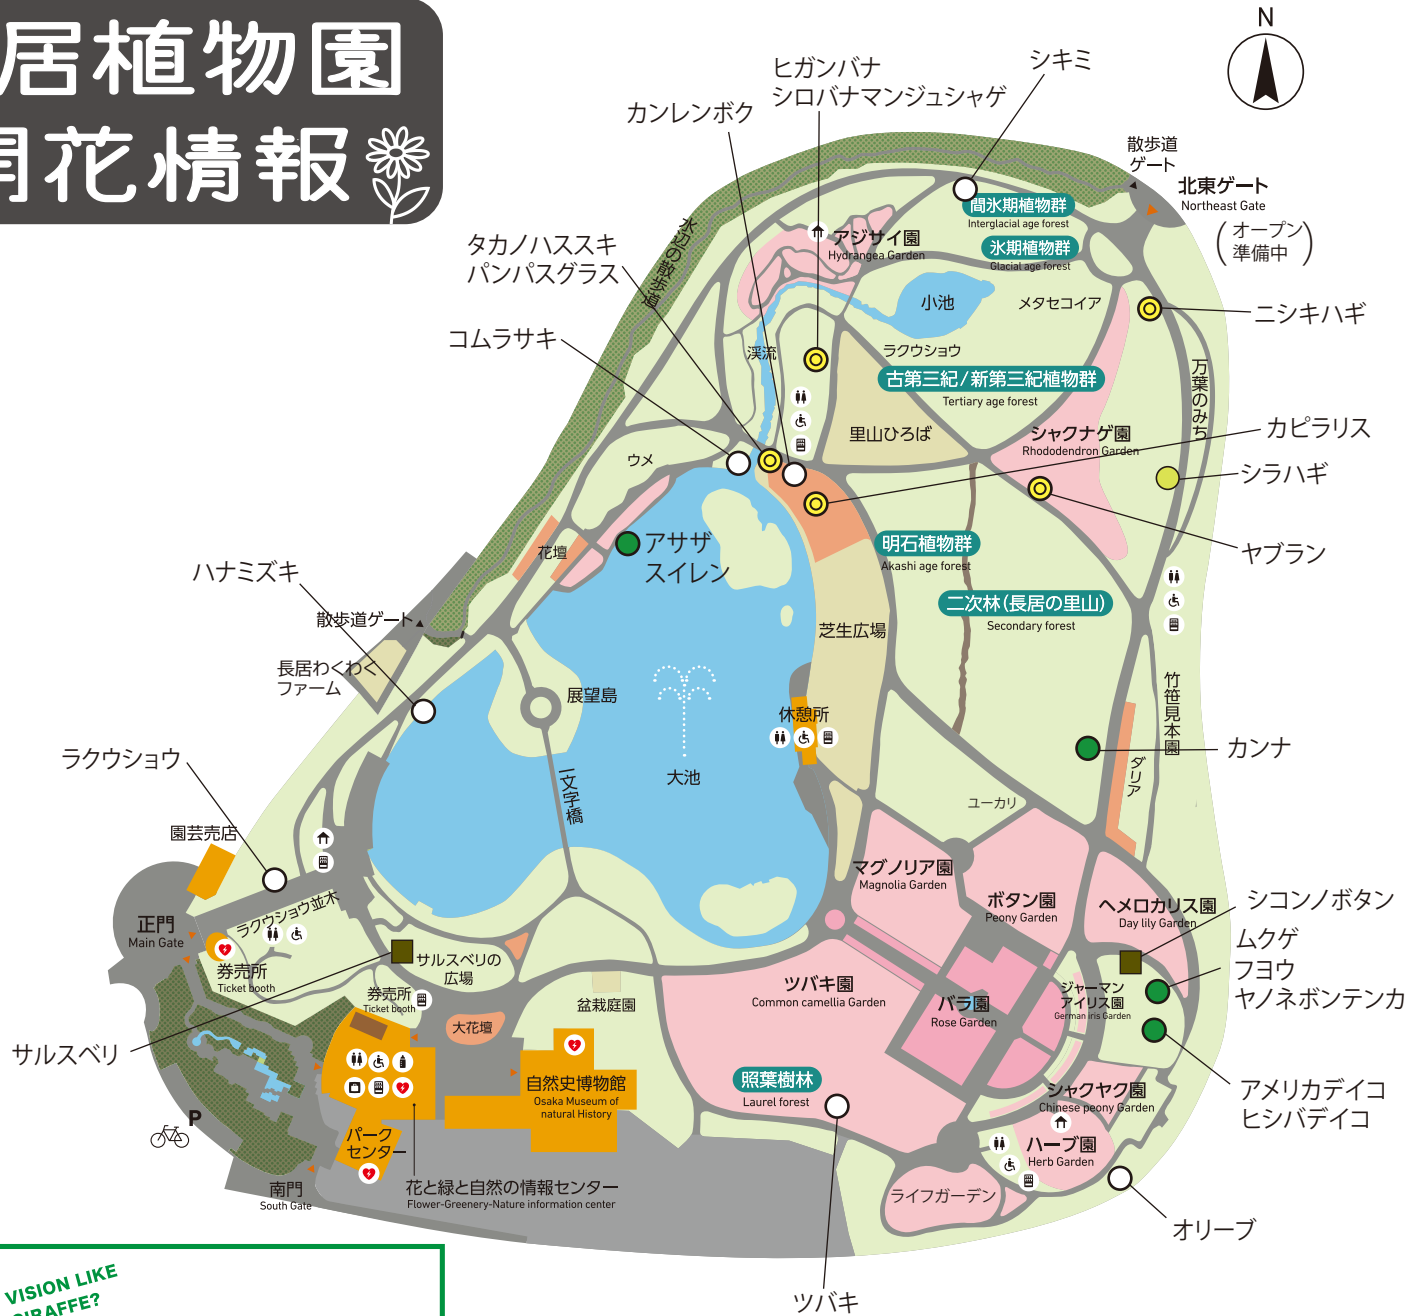 居植物園
開花情報
N
シキミ
ヒガンバナ
シロバナマンジュシャゲ
カンレンボク
散歩道
ゲート
北東ゲート
Northeast Gate
(オープン
準備中)
間氷期植物群
Interglacial age forest
アジサイ園
Hydrangea Garden
氷期植物群
Glacial age forest
水辺の散歩道
タカノハススキ
パンパスグラス
小池
メタセコイア
ニシキハギ
コムラサキ
渓流
ラクウショウ
古第三紀/新第三紀植物群
Tertiary age forest
万葉のみち
カピラリス
里山ひろば
シャクナゲ園
Rhododendron Garden
ウメ
シラハギ
花壇
アサザ
スイレン
明石植物群
Akashi age forest
ヤブラン
ハナミズキ
散歩道ゲート
二次林(長居の里山)
Secondary forest
芝生広場
長居わくわく
ファーム
展望島
休憩所
竹笹見本園
カンナ
ダリア
ラクウショウ
大池
一文字橋
ユーカリ
園芸売店
マグノリア園
Magnolia Garden
ボタン園
Peony Garden
ヘメロカリス園
Day lily Garden
シコンノボタン
正門
Main Gate
ラクウショウ並木
ムクゲ
フヨウ
ヤノネボンテンカ
券売所
Ticket booth
サルスベリの
広場
券売所
Ticket booth
盆栽庭園
ツバキ園
Common camellia Garden
バラ園
Rose Garden
ジャーマン
アイリス園
German iris Garden
大花壇
サルスベリ
自然史博物館
Osaka Museum of
natural History
照葉樹林
Laurel forest
シャクヤク園
Chinese peony Garden
アメリカデイコ
ヒシバデイコ
P
パーク
センター
ハーブ園
Herb Garden
南門
South Gate
花と緑と自然の情報センター
Flower-Greenery-Nature information center
ライフガーデン
オリーブ
VISION LIKE
GIRAFFE?
ツバキ